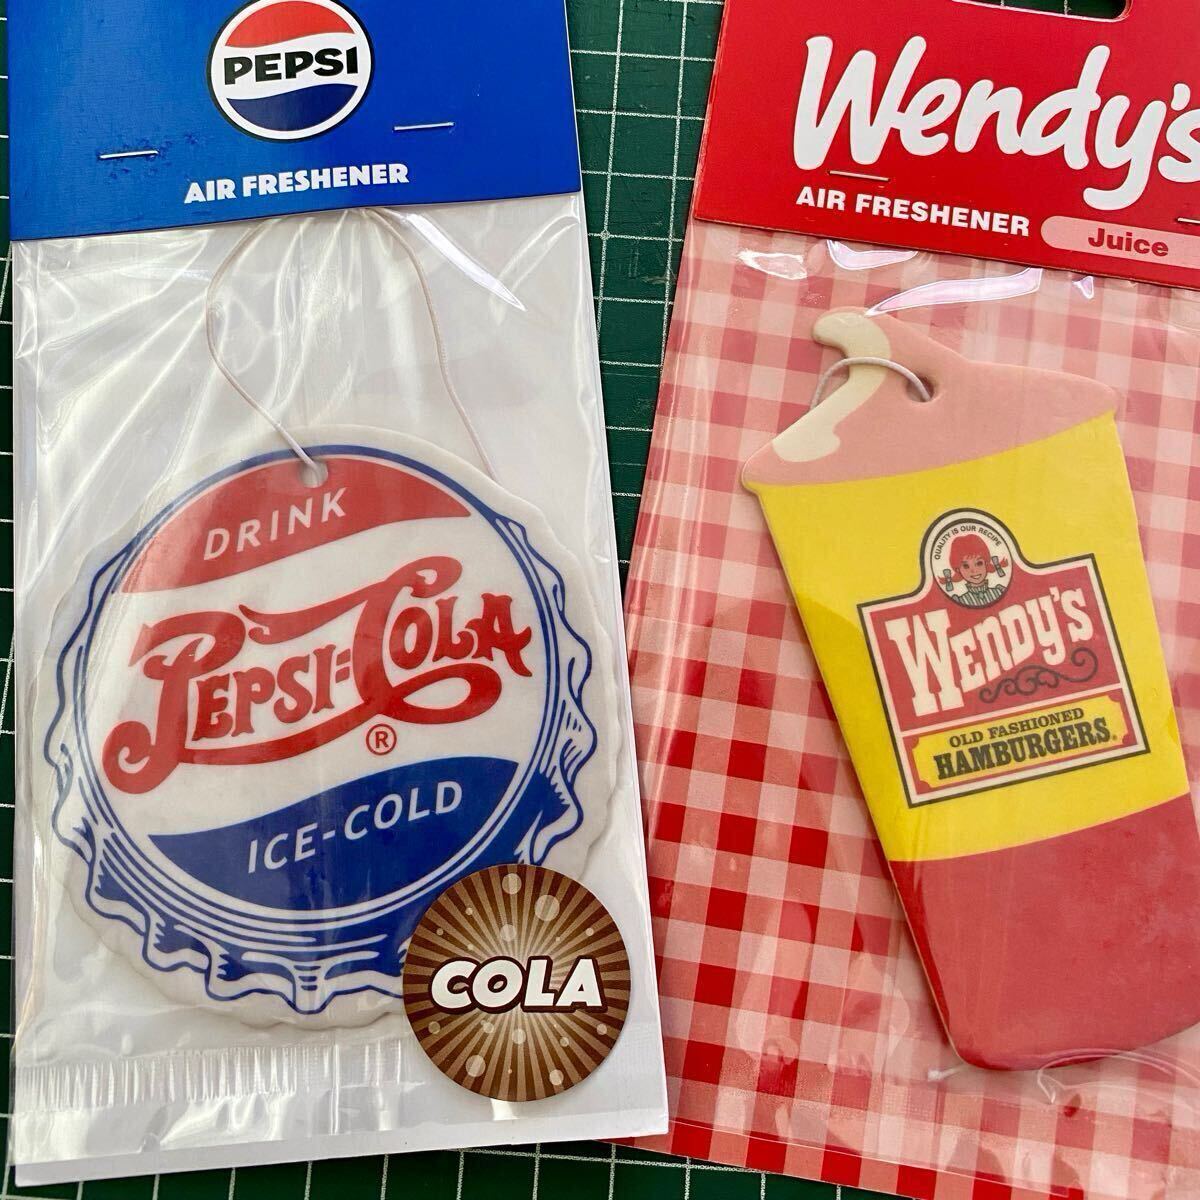 PEPSI
AIR FRESHENER
DRINK
PEPSI-COLA
®
ICE-COLD
COLA
Wendy's
AIR FRESHENER
Juice
QUALITY IS OUR RECIPE
WENDY'S
OLD FASHIONED
HAMBURGERS®